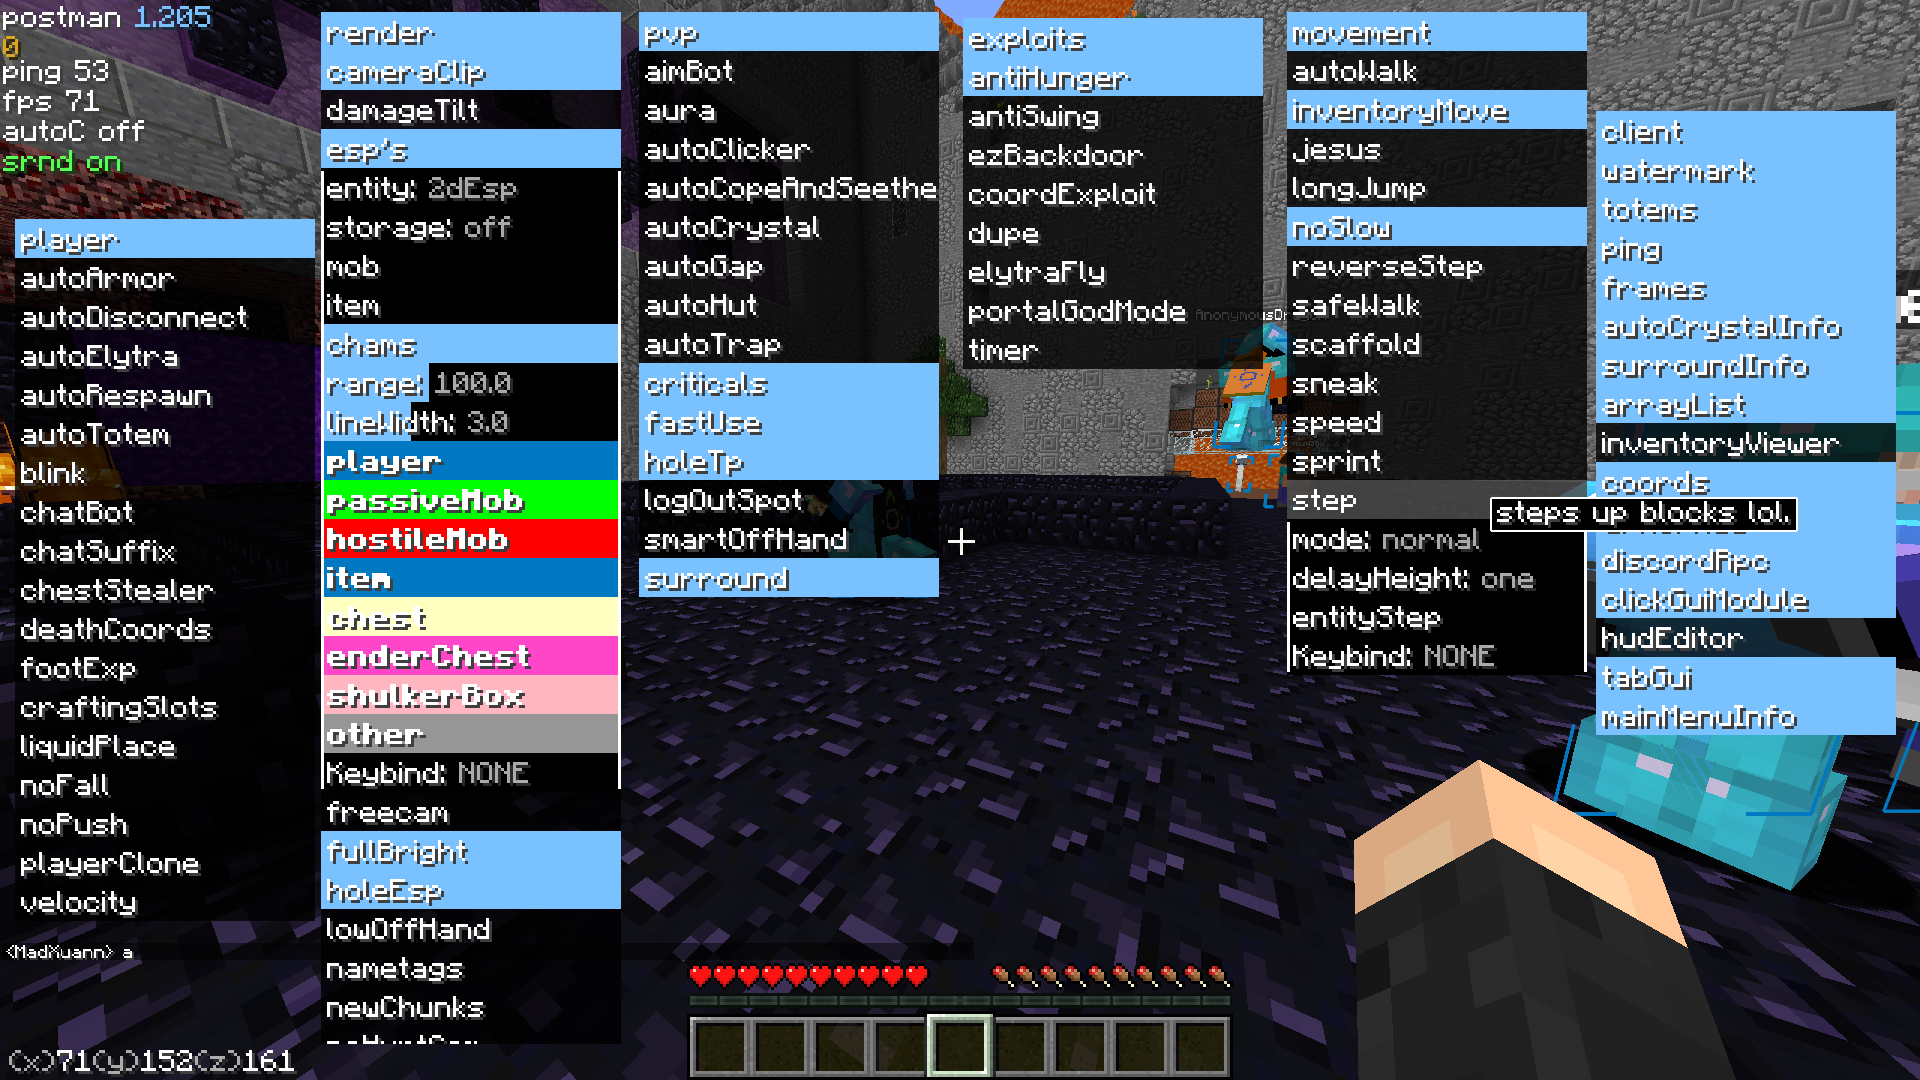 postman 1.205
0
ping 53
fps 71
autoC off
srnd on
player
autoArmor
autoDisconnect
autoElytra
autoRespawn
autoTotem
blink
chatBot
chatSuffix
chestStealer
deathCoords
footExp
craftingSlots
liquidPlace
noFall
noPush
playerClone
velocity
<MadXuann> a
(x)71(y)152(z)161
render
cameraClip
damageTilt
esp's
entity: 2dEsp
storage: off
mob
item
chams
range: 100.0
lineWidth: 3.0
player
passiveMob
hostileMob
item
chest
enderChest
shulkerBox
other
Keybind: NONE
freecam
fullBright
holeEsp
lowOffHand
nametags
newChunks
pvp
aimBot
aura
autoClicker
autoCopeAndSeethe
autoCrystal
autoGap
autoHut
autoTrap
criticals
fastUse
holeTp
logOutSpot
smartOffHand
surround
exploits
antiHunger
antiSwing
ezBackdoor
coordExploit
dupe
elytraFly
portalGodMode
timer
movement
autoWalk
inventoryMove
jesus
longJump
noSlow
reverseStep
safeWalk
scaffold
sneak
speed
sprint
step
steps up blocks lol.
mode: normal
delayHeight: one
entityStep
Keybind: NONE
client
watermark
totems
ping
frames
autoCrystalInfo
surroundInfo
arrayList
inventoryViewer
coords
discordRpc
clickGuiModule
hudEditor
tabGui
mainMenuInfo